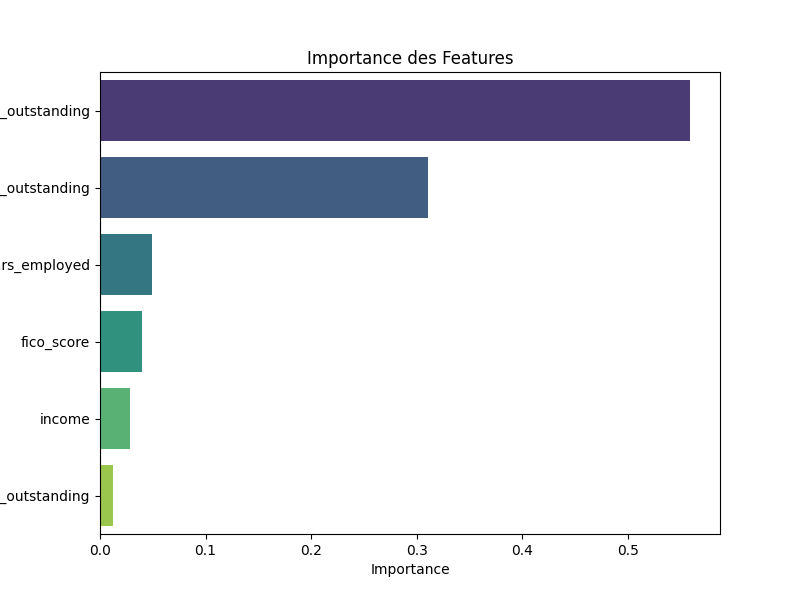 Importance des Features
_outstanding
_outstanding
rs_employed
fico_score
income
_outstanding
0.0 0.1 0.2 0.3 0.4 0.5
Importance